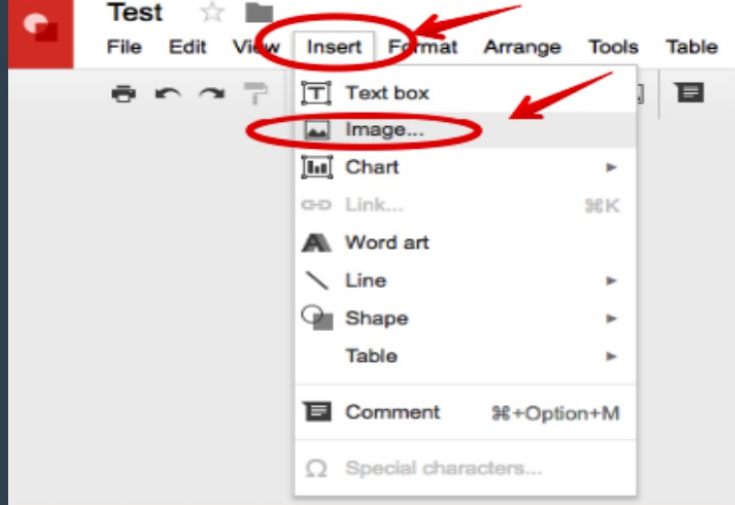 Test
File Edit View Insert Format Arrange Tools Table
Text box
Image...
Chart
Link... ⌘K
Word art
Line
Shape
Table
Comment ⌘+Option+M
Ω Special characters...